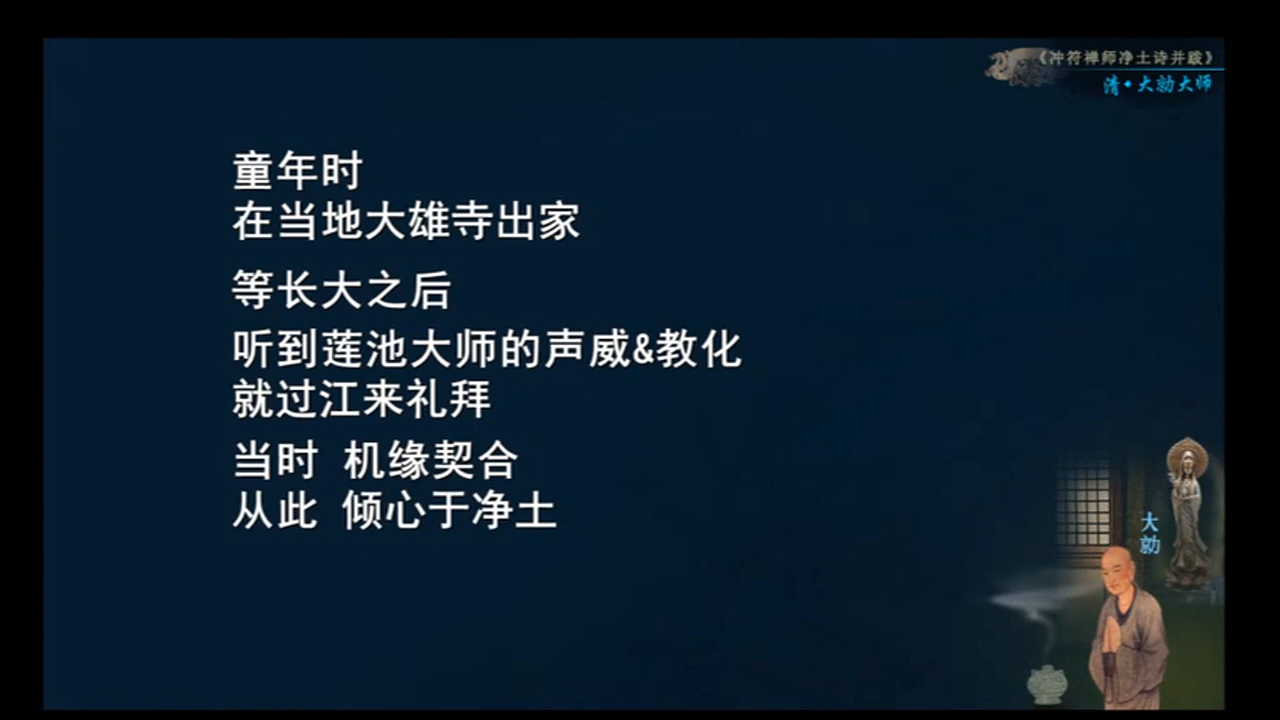 《冲符禅师净土诗并跋》
清·大勍大师
童年时
在当地大雄寺出家
等长大之后
听到莲池大师的声威&教化
就过江来礼拜
当时 机缘契合
从此 倾心于净土
大勍